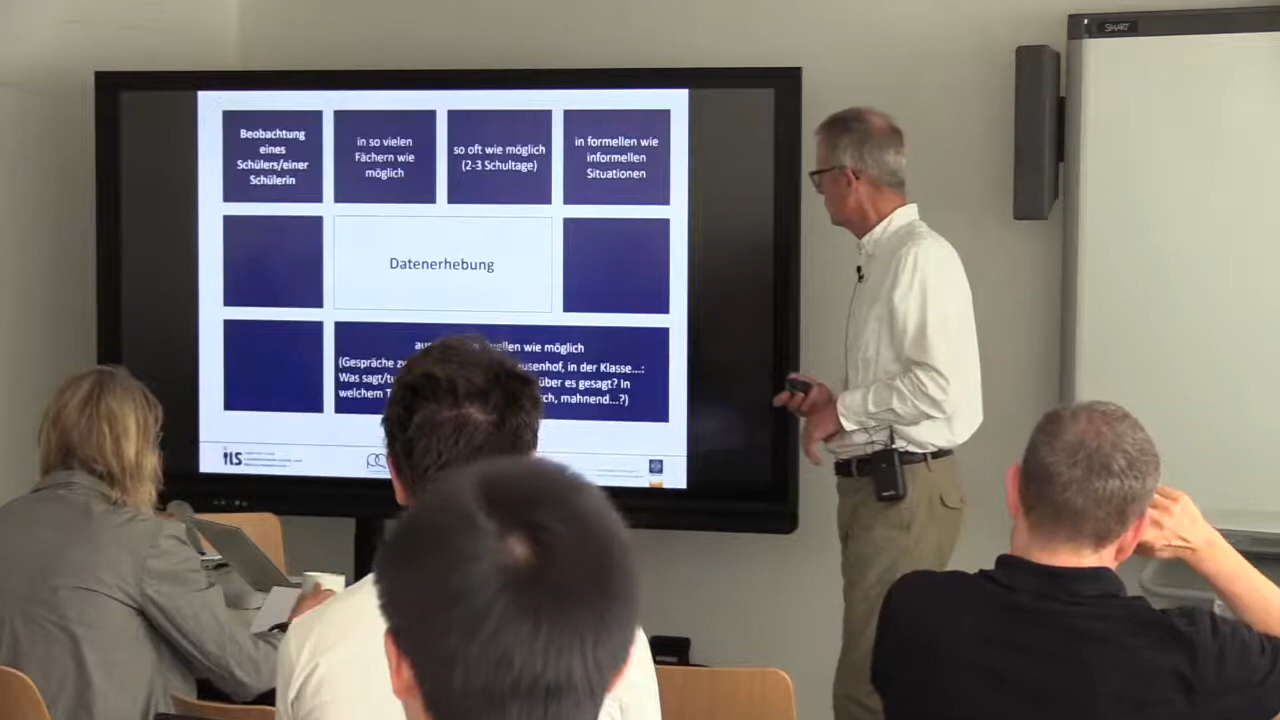 SMART
Beobachtung
eines
Schülers/einer
Schülerin
in so vielen
Fächern wie
möglich
so oft wie möglich
(2-3 Schultage)
in formellen wie
informellen
Situationen
Datenerhebung
wie möglich
(Gespräche
in der Klasse...:
Was
über es gesagt? In
welchem
mahnend...?)
ILS